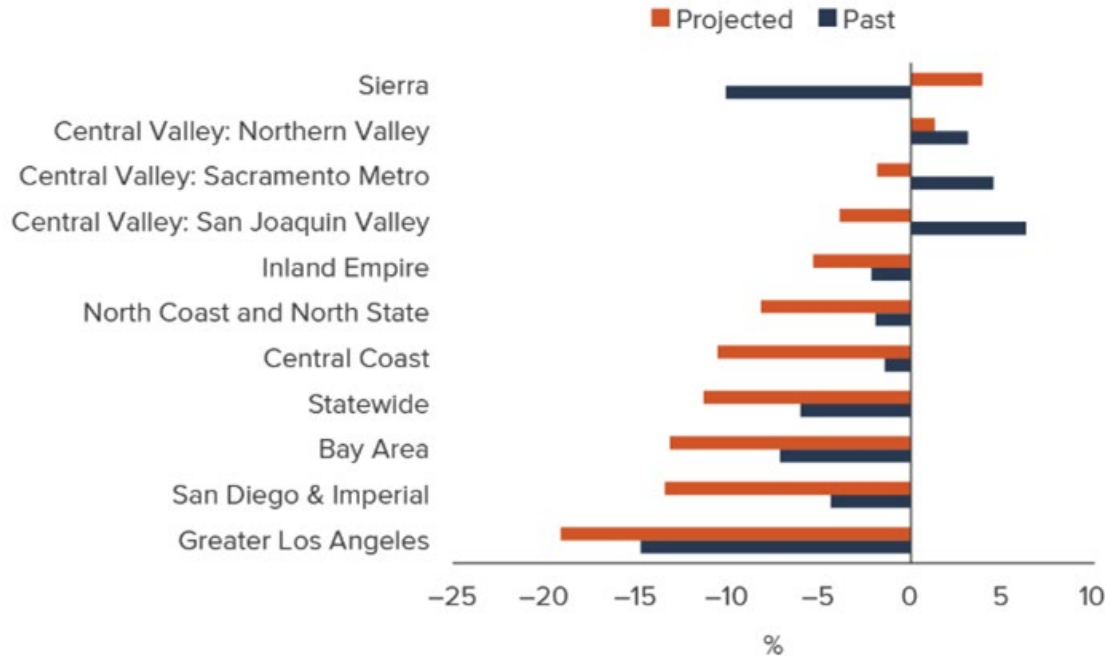 Projected Past
Sierra
Central Valley: Northern Valley
Central Valley: Sacramento Metro
Central Valley: San Joaquin Valley
Inland Empire
North Coast and North State
Central Coast
Statewide
Bay Area
San Diego & Imperial
Greater Los Angeles
–25 –20 –15 –10 –5 0 5 10
%